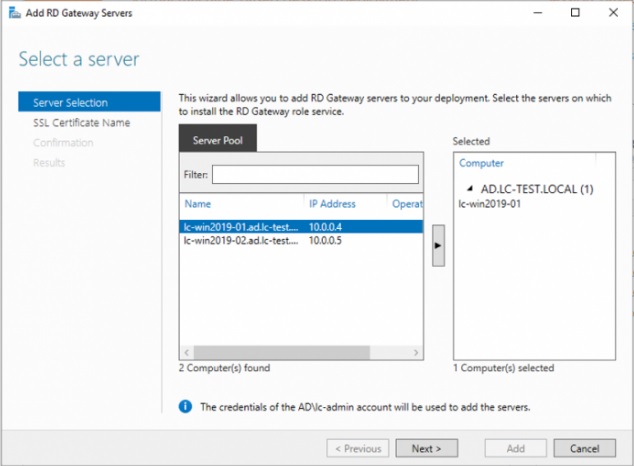 Add RD Gateway Servers
Select a server
Server Selection
SSL Certificate Name
Confirmation
Results
This wizard allows you to add RD Gateway servers to your deployment. Select the servers on which
to install the RD Gateway role service.
Server Pool
Filter:
Name IP Address Operat
lc-win2019-01.ad.lc-test.... 10.0.0.4
lc-win2019-02.ad.lc-test.... 10.0.0.5
2 Computer(s) found
Selected
Computer
AD.LC-TEST.LOCAL (1)
lc-win2019-01
1 Computer(s) selected
The credentials of the AD\lc-admin account will be used to add the servers.
< Previous Next > Add Cancel